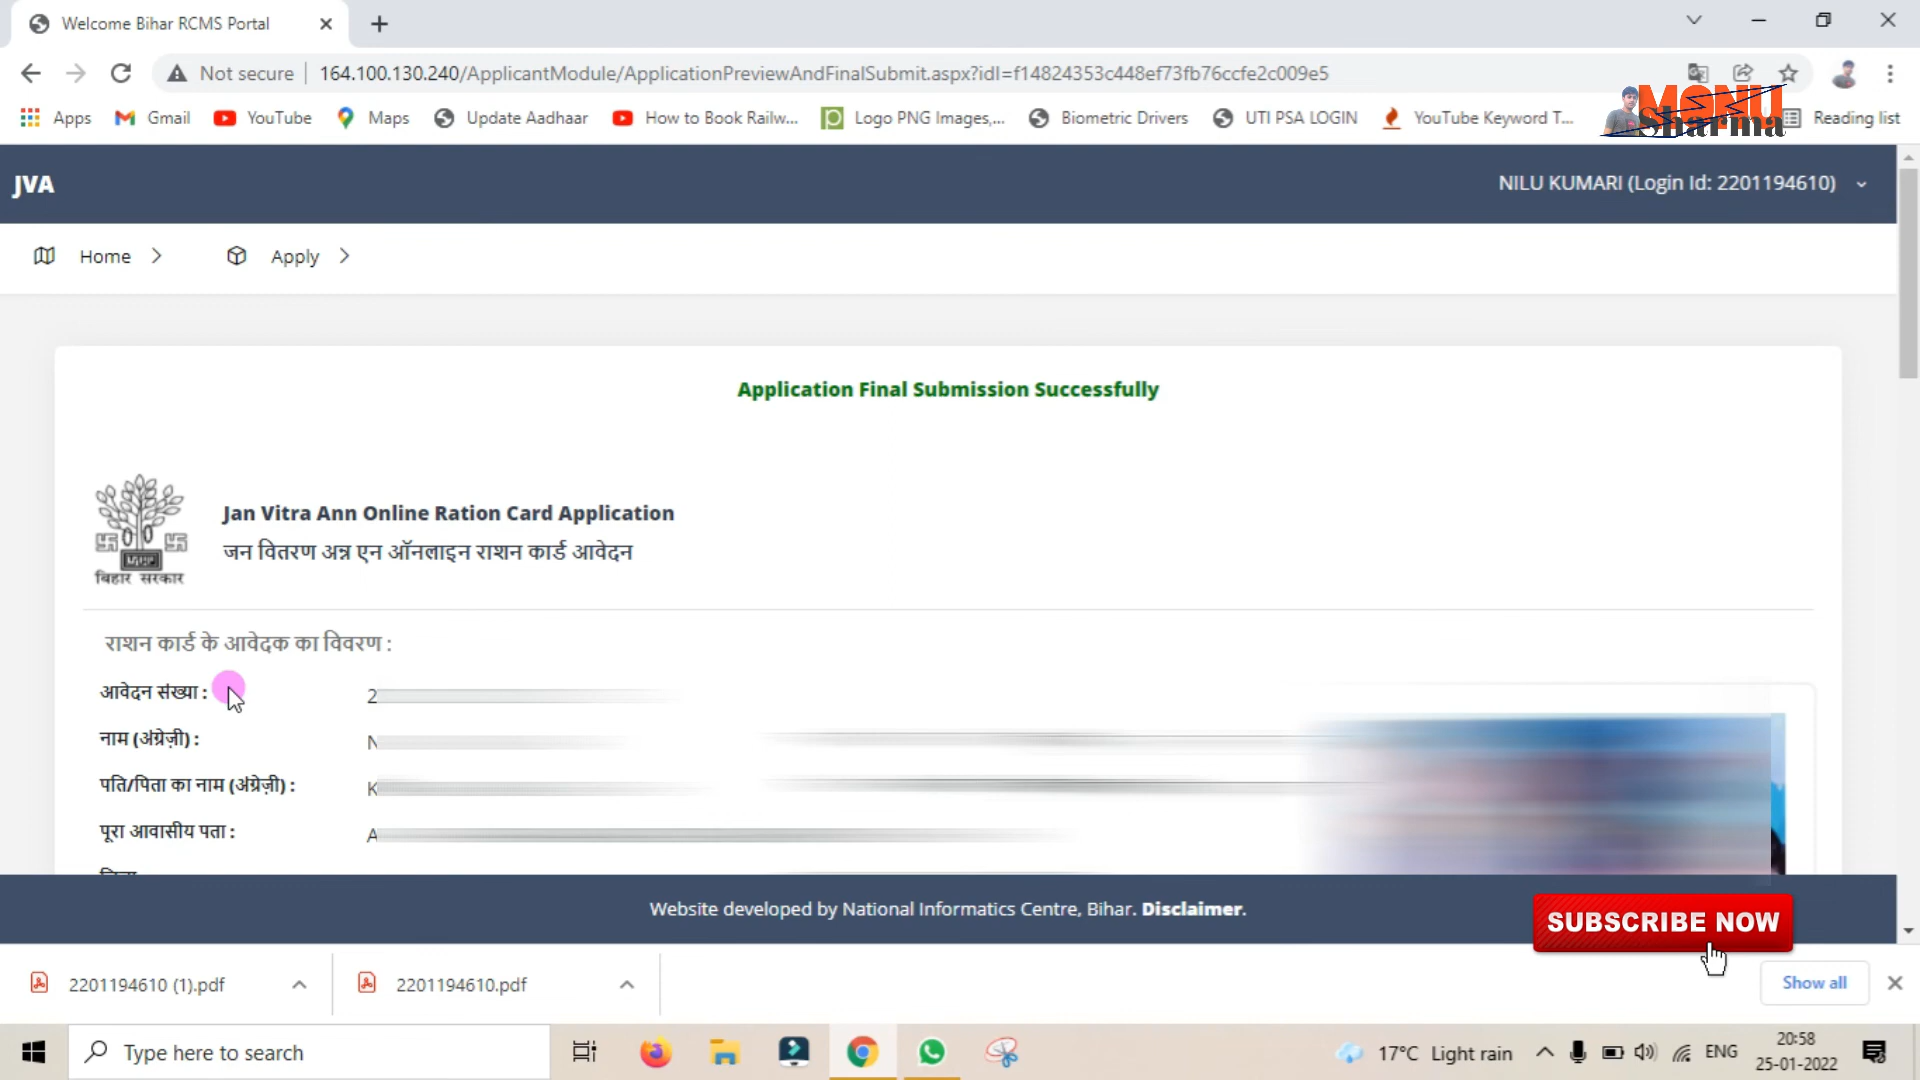 Welcome Bihar RCMS Portal
Not secure | 164.100.130.240/ApplicantModule/ApplicationPreviewAndFinalSubmit.aspx?idI=f14824353c448ef73fb76ccfe2c009e5
Apps Gmail YouTube Maps Update Aadhaar How to Book Railw... Logo PNG Images,... Biometric Drivers UTI PSA LOGIN YouTube Keyword T... Reading list
MONU
Sharma
JVA NILU KUMARI (Login Id: 2201194610)
Home Apply
Application Final Submission Successfully
Jan Vitra Ann Online Ration Card Application
जन वितरण अन्न एन ऑनलाइन राशन कार्ड आवेदन
बिहार सरकार
राशन कार्ड के आवेदक का विवरण :
आवेदन संख्या : 2
नाम (अंग्रेज़ी) : N
पति/पिता का नाम (अंग्रेज़ी) : K
पूरा आवासीय पता : A
Website developed by National Informatics Centre, Bihar. Disclaimer.
SUBSCRIBE NOW
2201194610 (1).pdf 2201194610.pdf Show all
Type here to search 17°C Light rain ENG 20:58
25-01-2022